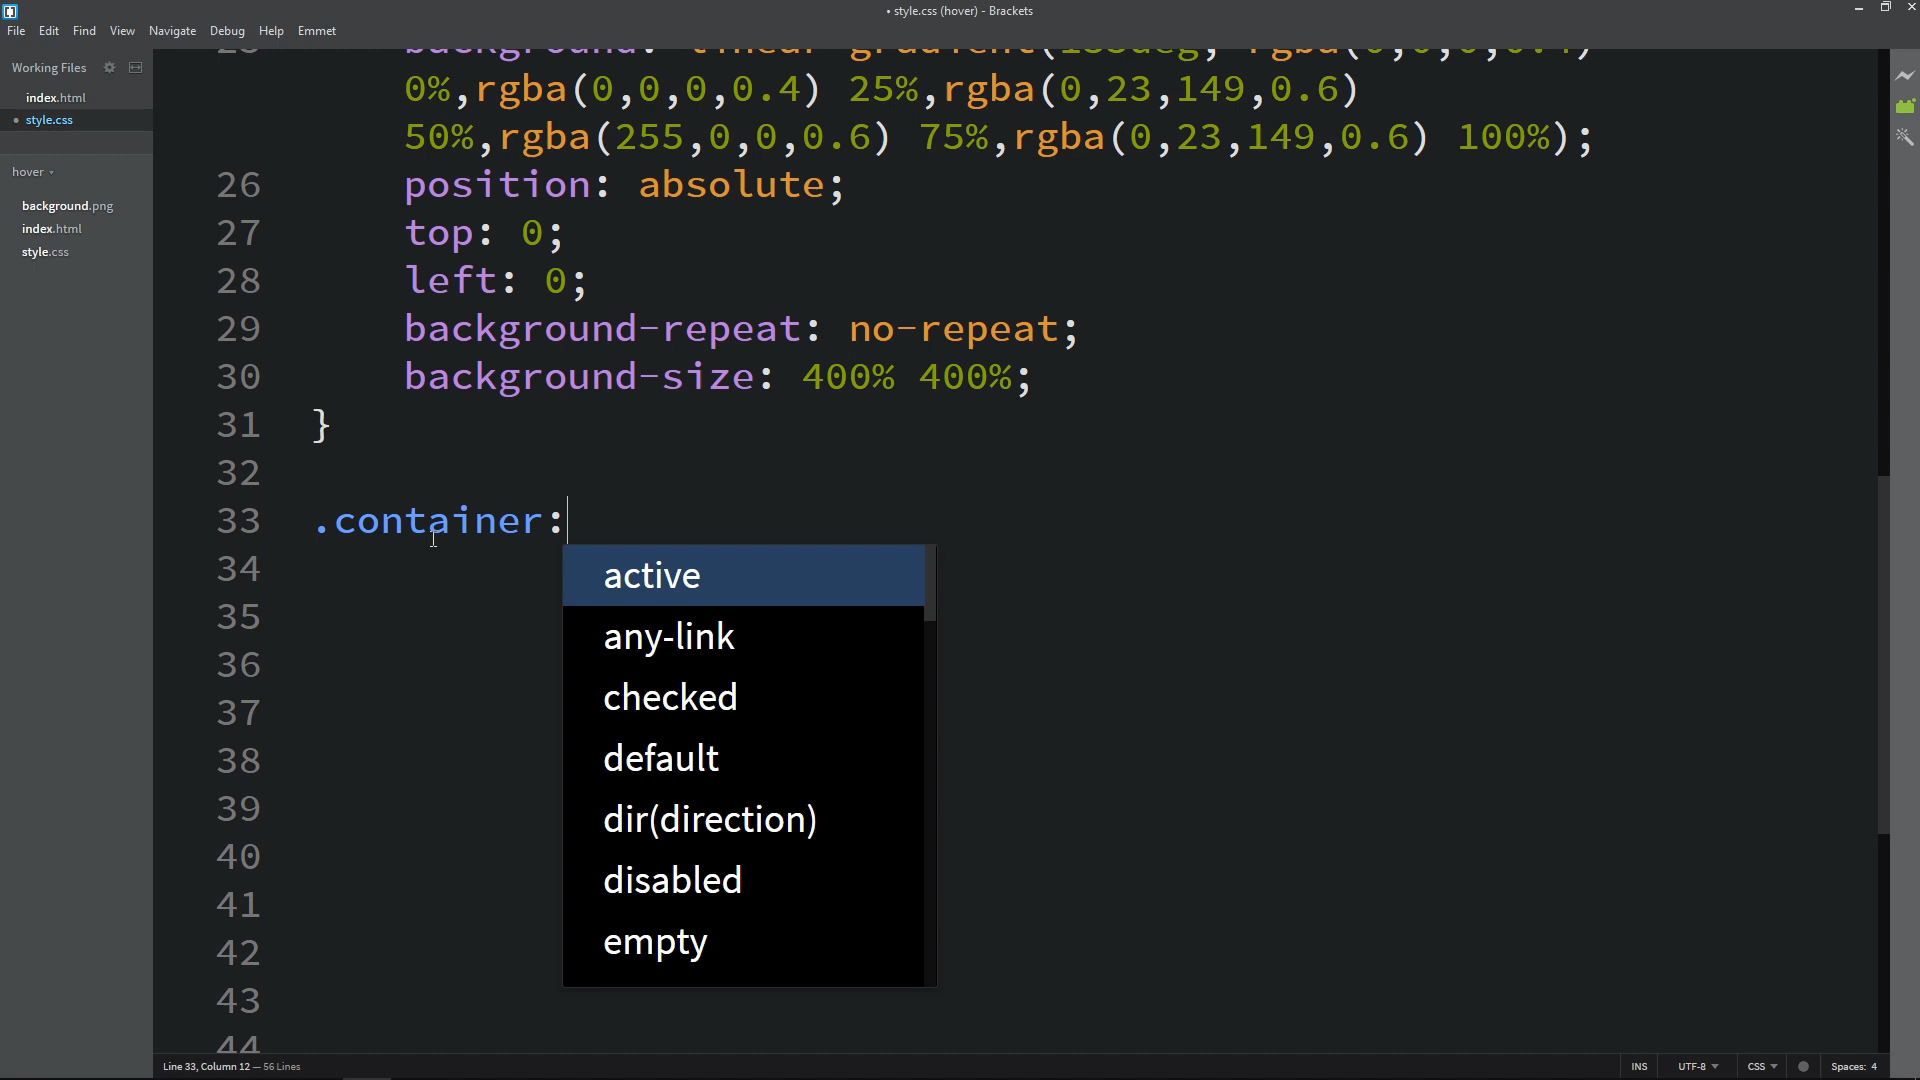 • style.css (hover) - Brackets
File Edit Find View Navigate Debug Help Emmet
Working Files
index.html
• style.css
hover
background.png
index.html
style.css
0%,rgba(0,0,0,0.4) 25%,rgba(0,23,149,0.6)
50%,rgba(255,0,0,0.6) 75%,rgba(0,23,149,0.6) 100%);
26 position: absolute;
27 top: 0;
28 left: 0;
29 background-repeat: no-repeat;
30 background-size: 400% 400%;
31 }
32
33 .container:
34
35
36
37
38
39
40
41
42
43
44
active
any-link
checked
default
dir(direction)
disabled
empty
Line 33, Column 12 — 56 Lines
INS UTF-8 CSS Spaces: 4